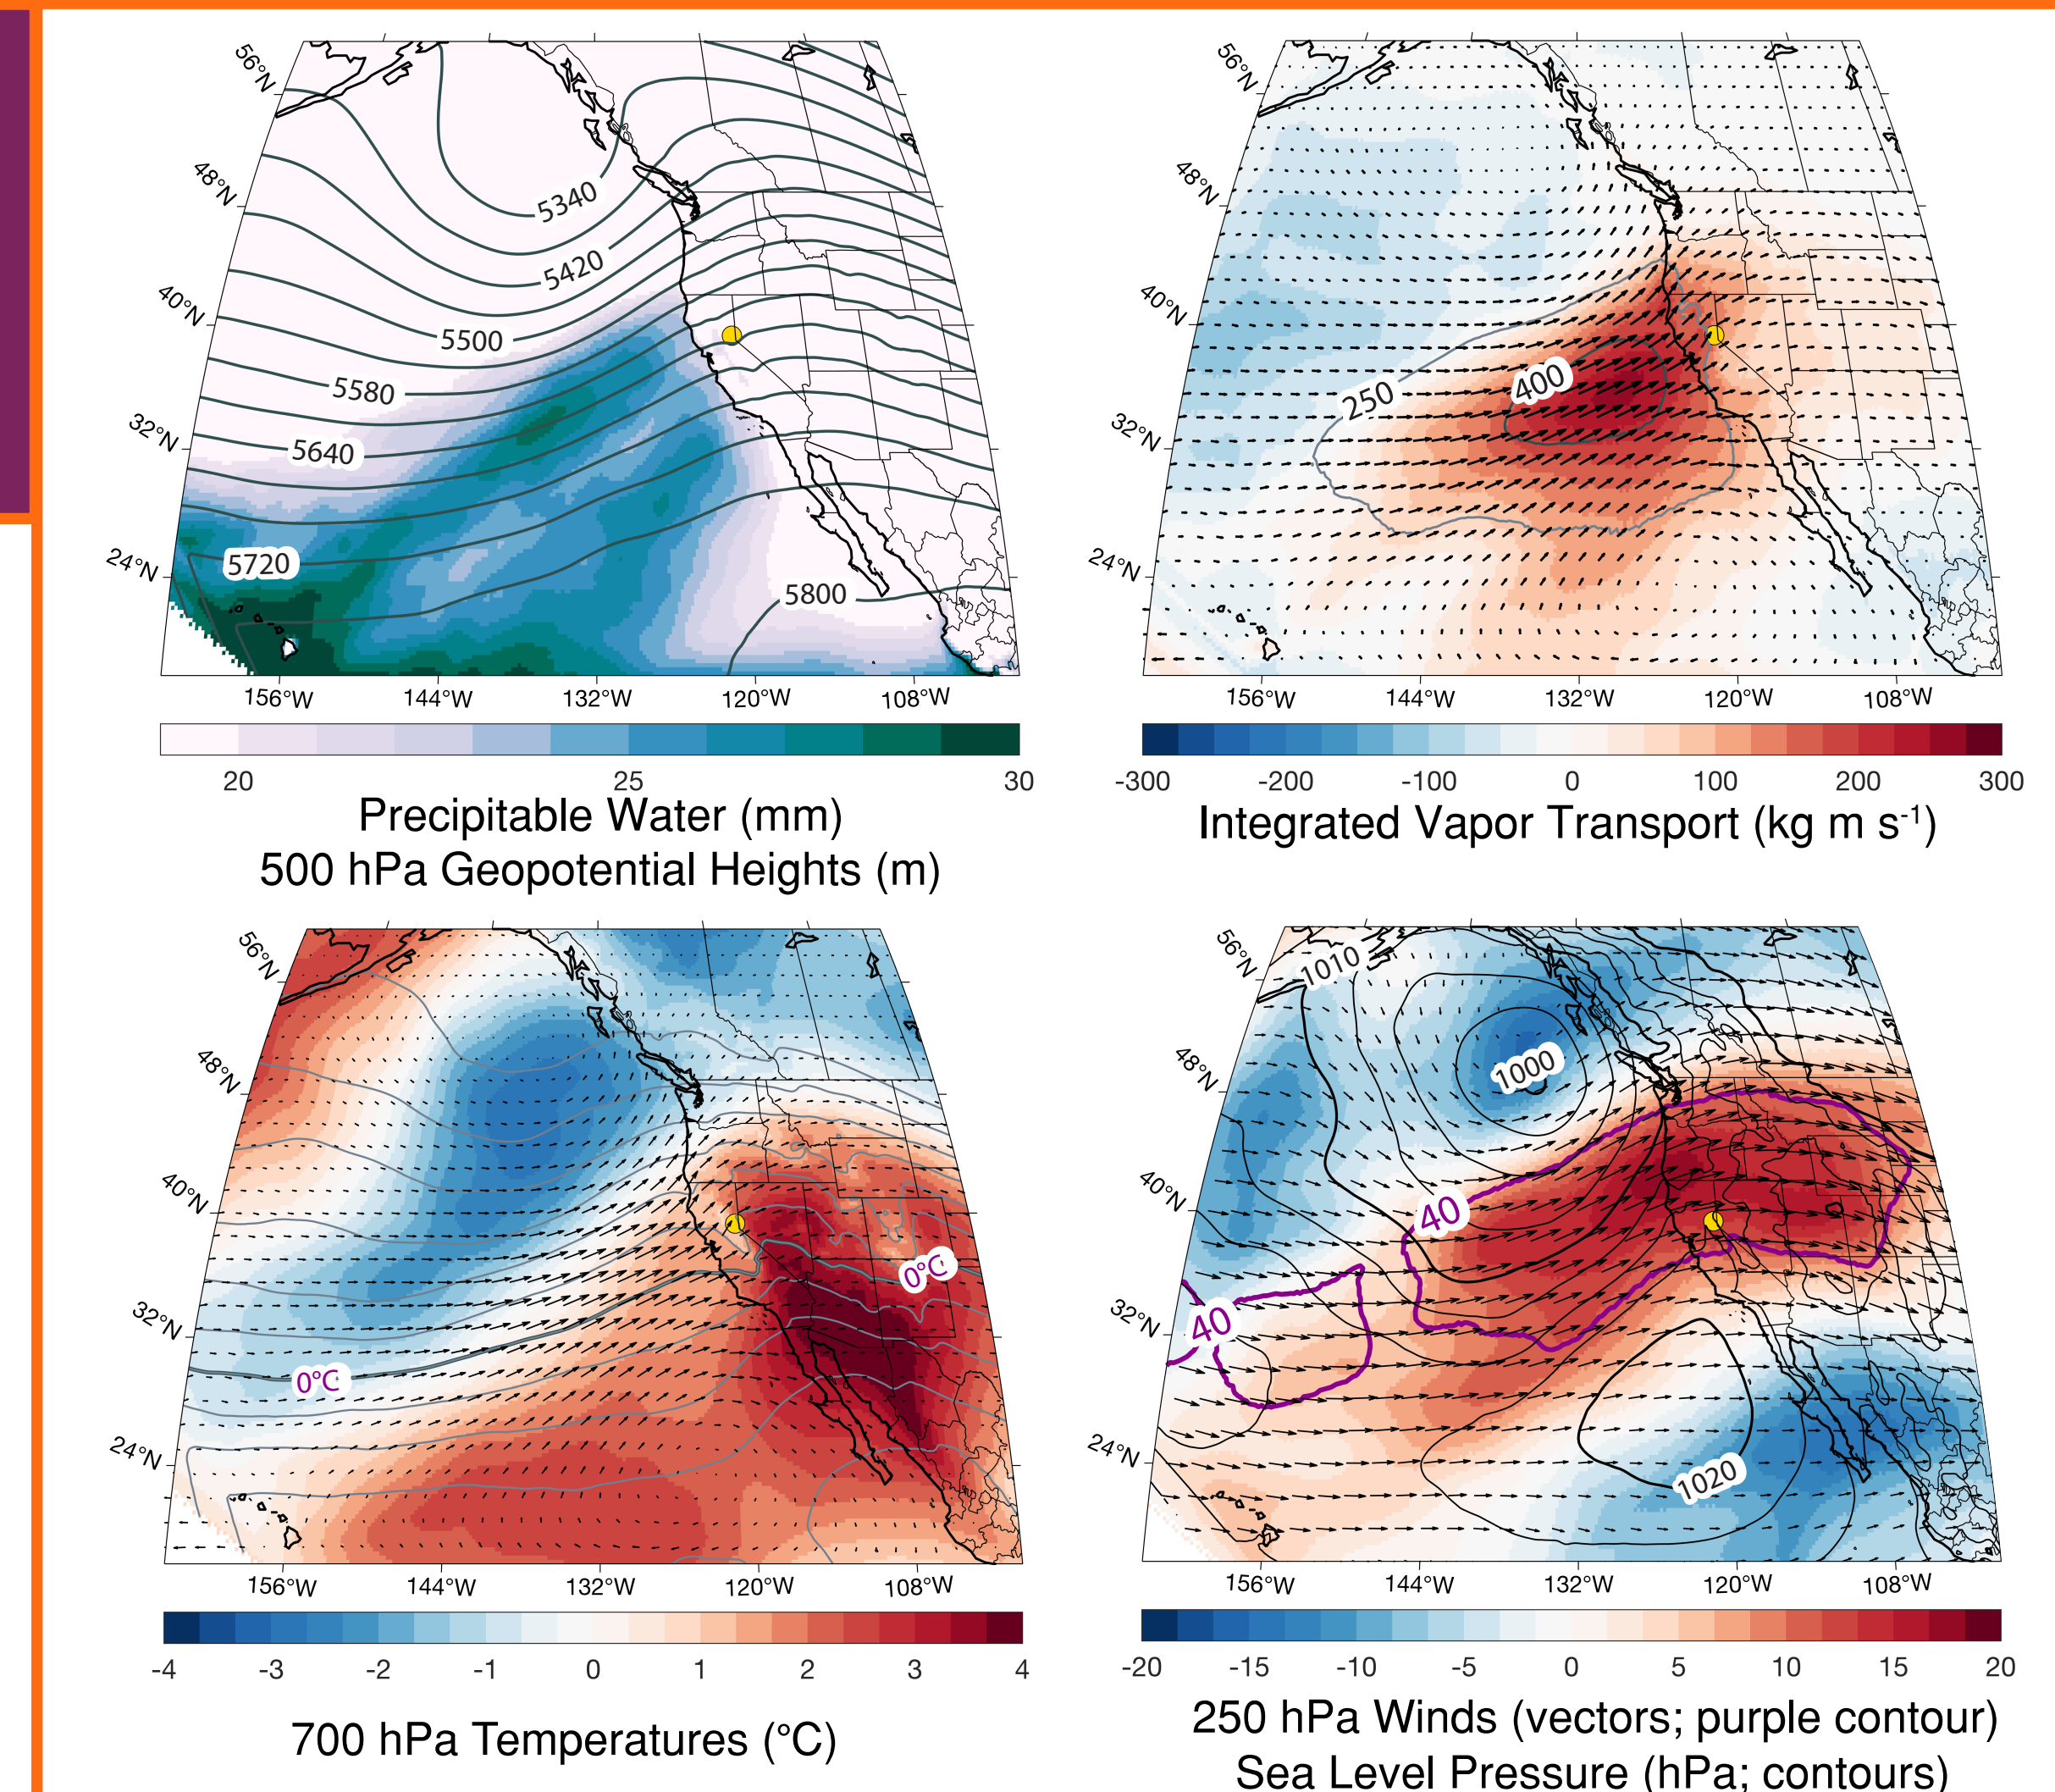 56°N
48°N
40°N
32°N
24°N
5340
5420
5500
5580
5640
5720
5800
156°W 144°W 132°W 120°W 108°W
20 25 30
Precipitable Water (mm)
500 hPa Geopotential Heights (m)
56°N
48°N
40°N
32°N
24°N
250
400
156°W 144°W 132°W 120°W 108°W
-300 -200 -100 0 100 200 300
Integrated Vapor Transport (kg m s⁻¹)
56°N
48°N
40°N
32°N
24°N
0°C
0°C
156°W 144°W 132°W 120°W 108°W
-4 -3 -2 -1 0 1 2 3 4
700 hPa Temperatures (°C)
56°N
48°N
40°N
32°N
24°N
1010
1000
40
40
1020
156°W 144°W 132°W 120°W 108°W
-20 -15 -10 -5 0 5 10 15 20
250 hPa Winds (vectors; purple contour)
Sea Level Pressure (hPa; contours)